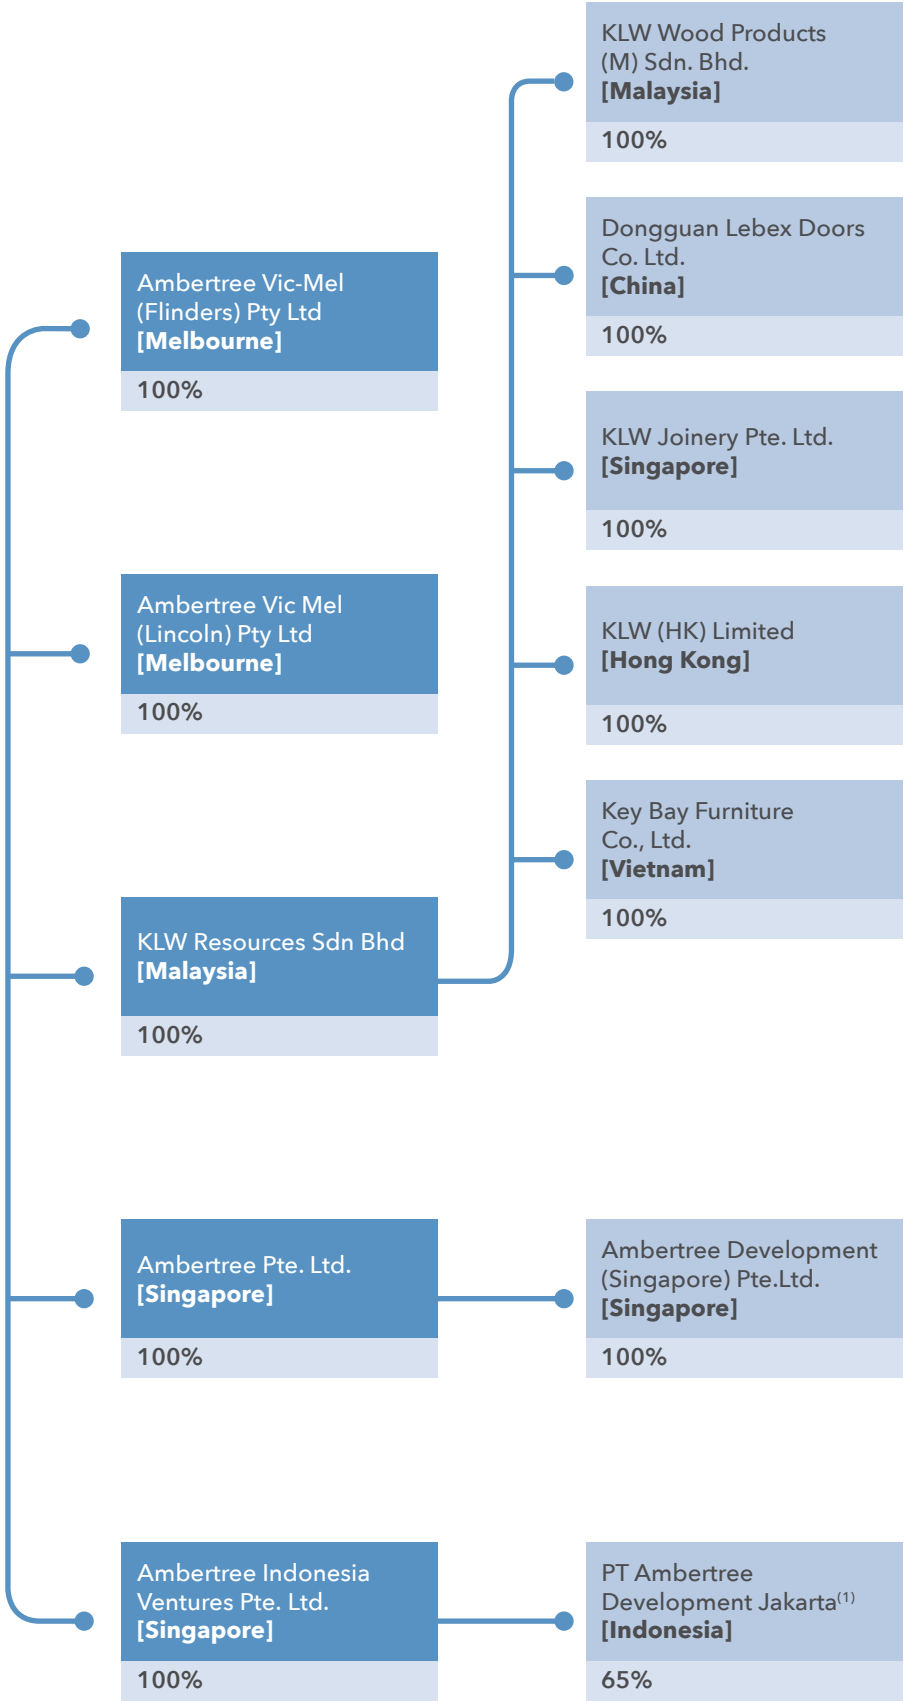 Ambertree Vic-Mel
(Flinders) Pty Ltd
[Melbourne]
100%
Ambertree Vic Mel
(Lincoln) Pty Ltd
[Melbourne]
100%
KLW Resources Sdn Bhd
[Malaysia]
100%
Ambertree Pte. Ltd.
[Singapore]
100%
Ambertree Indonesia
Ventures Pte. Ltd.
[Singapore]
100%
KLW Wood Products
(M) Sdn. Bhd.
[Malaysia]
100%
Dongguan Lebex Doors
Co. Ltd.
[China]
100%
KLW Joinery Pte. Ltd.
[Singapore]
100%
KLW (HK) Limited
[Hong Kong]
100%
Key Bay Furniture
Co., Ltd.
[Vietnam]
100%
Ambertree Development
(Singapore) Pte.Ltd.
[Singapore]
100%
PT Ambertree
Development Jakarta(1)
[Indonesia]
65%